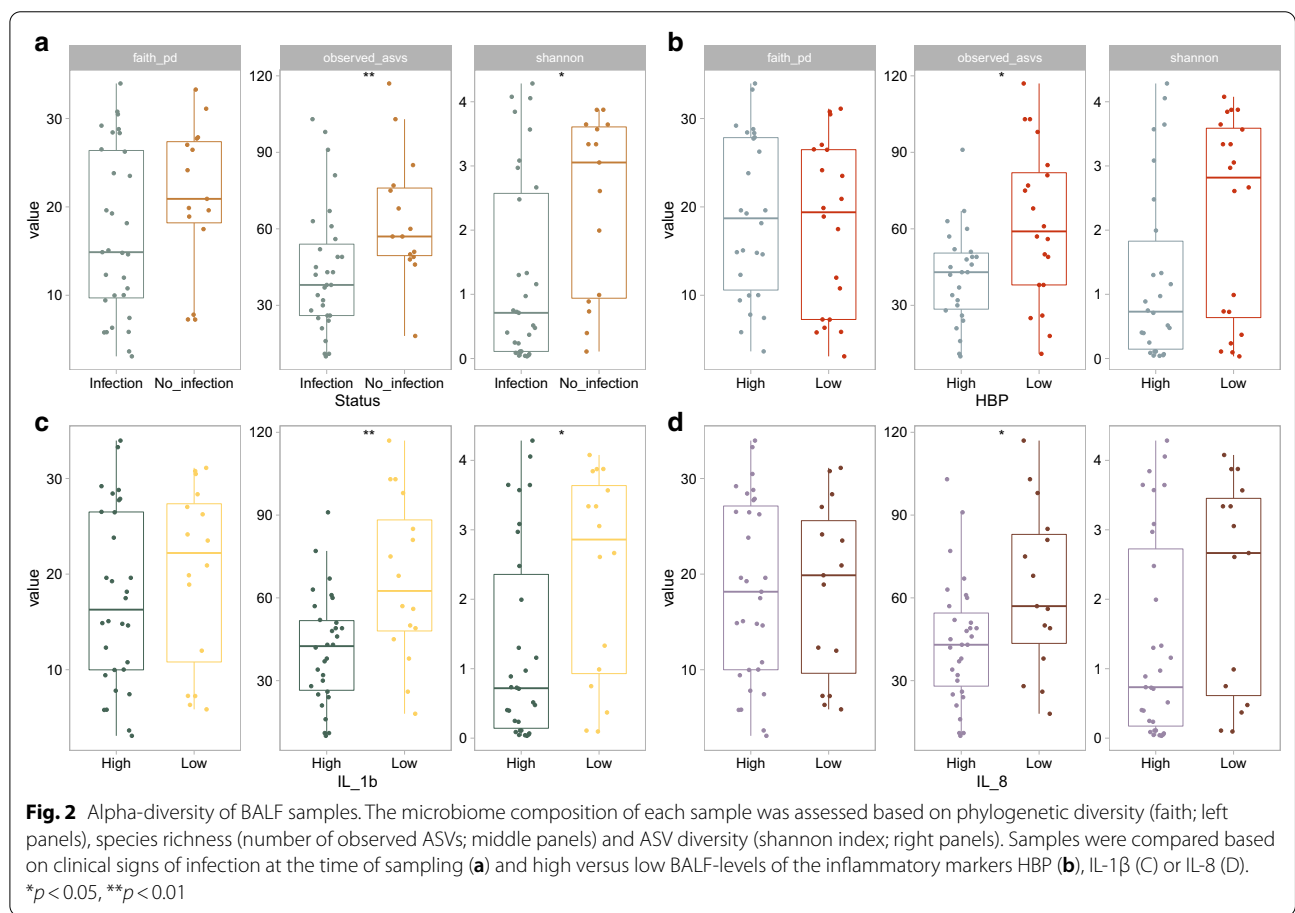 a
faith_pd
observed_asvs
shannon
**
*
value
30
20
10
120
90
60
30
4
3
2
1
0
Infection No_infection
Infection No_infection
Infection No_infection
Status
b
faith_pd
observed_asvs
shannon
*
value
30
20
10
120
90
60
30
4
3
2
1
0
High Low
High Low
High Low
HBP
c
**
*
value
30
20
10
120
90
60
30
4
3
2
1
0
High Low
High Low
High Low
IL_1b
d
*
value
30
20
10
120
90
60
30
4
3
2
1
0
High Low
High Low
High Low
IL_8
Fig. 2 Alpha-diversity of BALF samples. The microbiome composition of each sample was assessed based on phylogenetic diversity (faith; left
panels), species richness (number of observed ASVs; middle panels) and ASV diversity (shannon index; right panels). Samples were compared based
on clinical signs of infection at the time of sampling (a) and high versus low BALF-levels of the inflammatory markers HBP (b), IL-1β (C) or IL-8 (D).
*p < 0.05, **p < 0.01